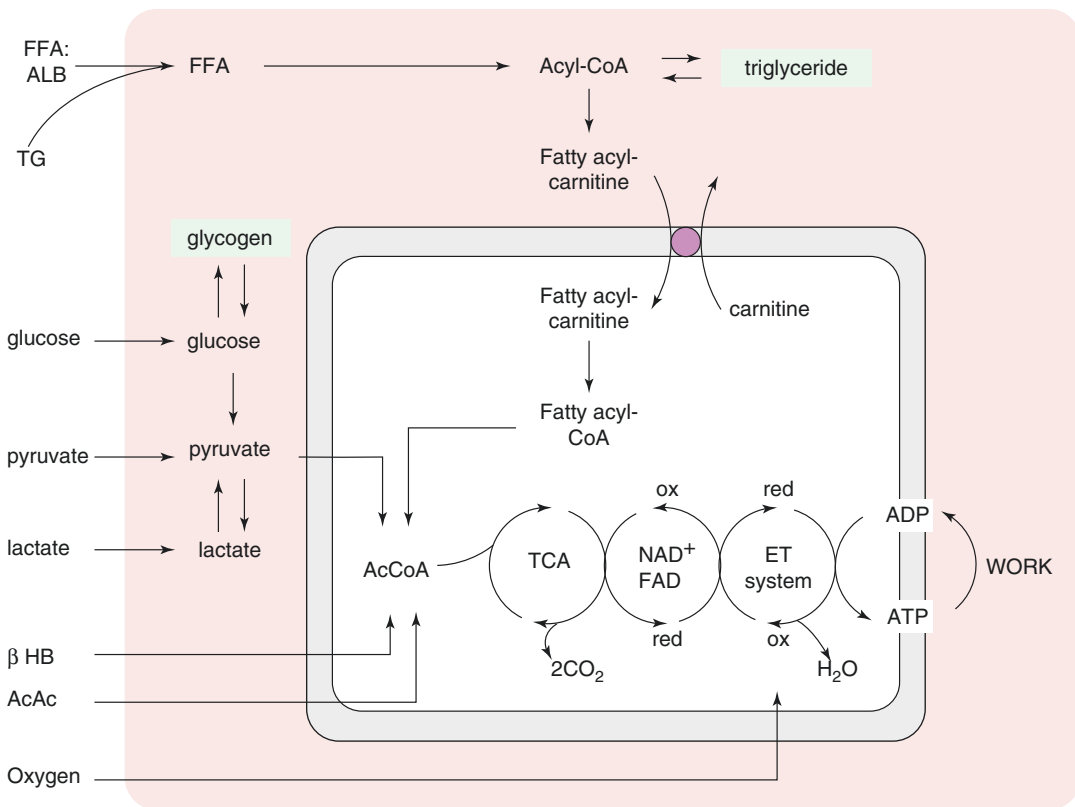 FFA:
ALB
FFA
Acyl-CoA
triglyceride
TG
Fatty acyl-
carnitine
glycogen
Fatty acyl-
carnitine
carnitine
glucose
glucose
Fatty acyl-
CoA
pyruvate
pyruvate
ox
red
ADP
lactate
lactate
AcCoA
TCA
NAD+
FAD
ET
system
WORK
ATP
red
ox
β HB
2CO2
H2O
AcAc
Oxygen